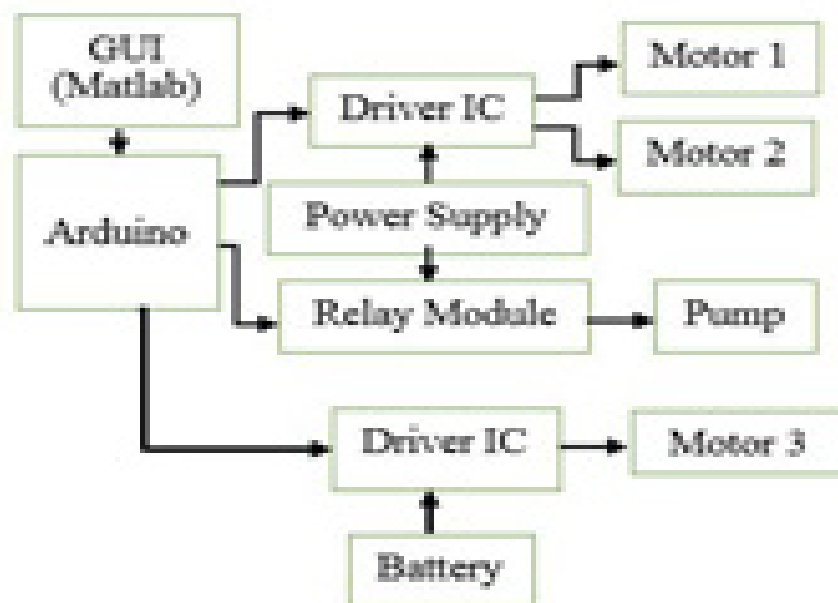 GUI
(Matlab)
Motor 1
Driver IC
Motor 2
Arduino
Power Supply
Relay Module
Pump
Driver IC
Motor 3
Battery